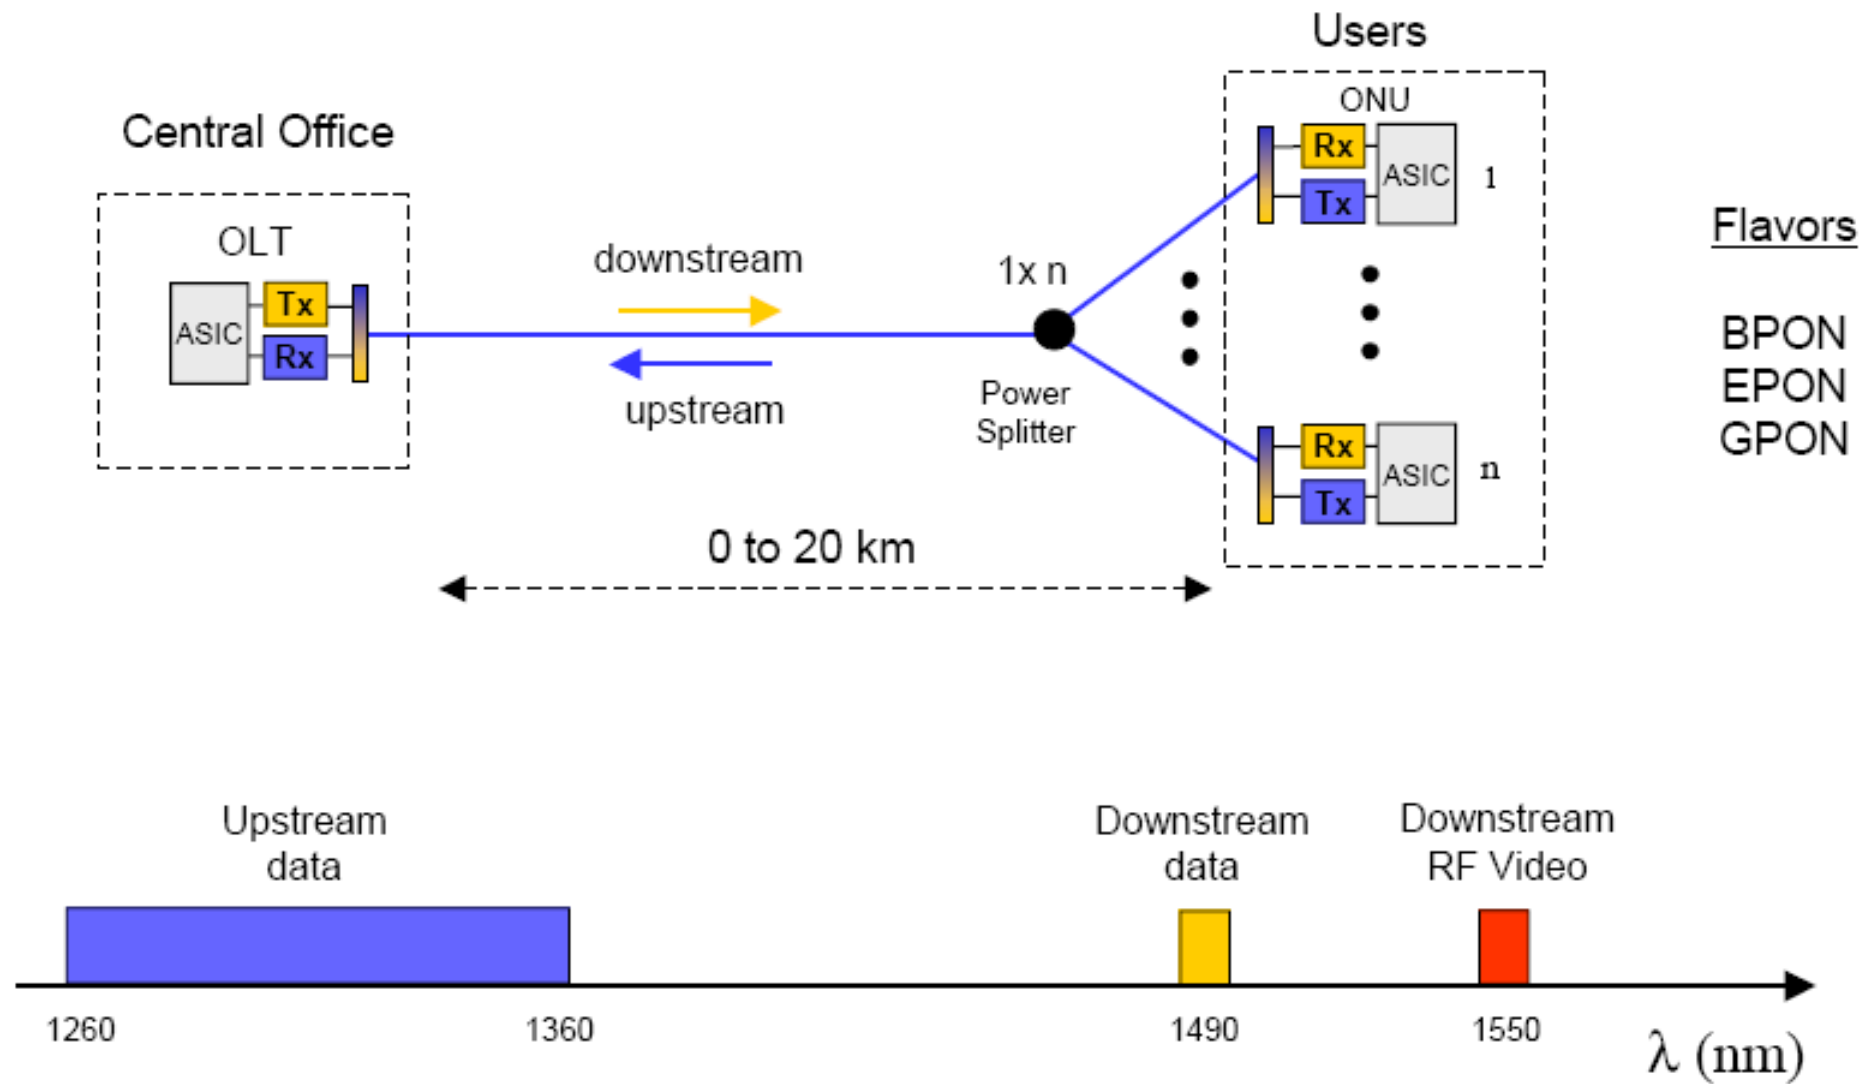 Users
Central Office
ONU
Rx
ASIC
Tx
1
OLT
Tx
ASIC
Rx
downstream
upstream
1x n
Power
Splitter
Rx
ASIC
Tx
n
Flavors
BPON
EPON
GPON
0 to 20 km
Upstream
data
Downstream
data
Downstream
RF Video
1260
1360
1490
1550
λ (nm)